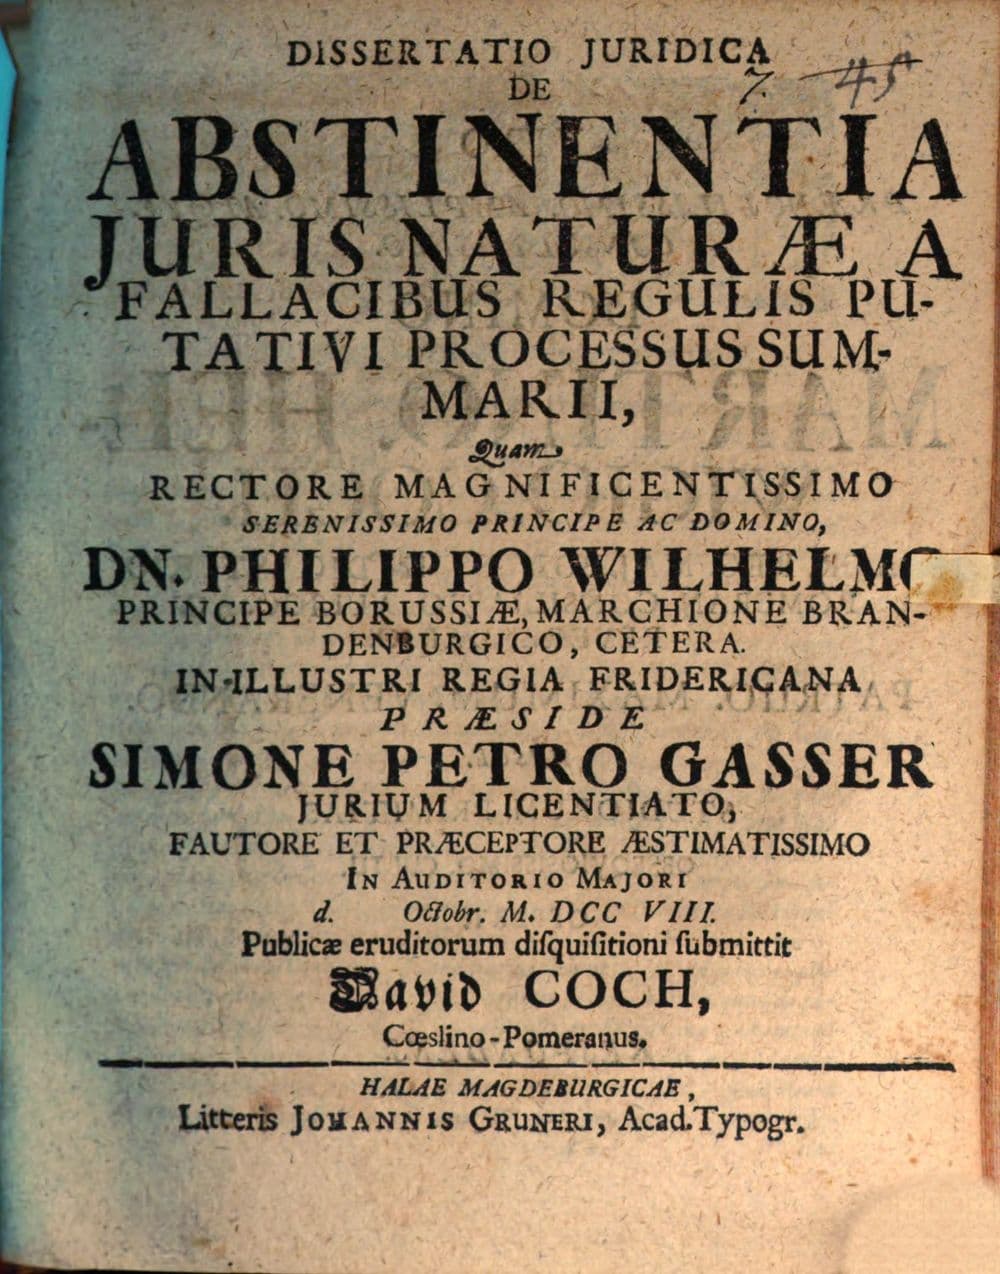 DISSERTATIO JURIDICA
DE 7. 45
ABSTINENTIA
JURIS NATURÆ A
FALLACIBUS REGULIS PU-
TATIVI PROCESSUS SUM-
MARII,
Quam
RECTORE MAGNIFICENTISSIMO
SERENISSIMO PRINCIPE AC DOMINO,
DN. PHILIPPO WILHELMO
PRINCIPE BORUSSIÆ, MARCHIONE BRAN-
DENBURGICO, CETERA.
IN ILLUSTRI REGIA FRIDERICANA
PRÆSIDE
SIMONE PETRO GASSER
JURIUM LICENTIATO,
FAUTORE ET PRÆCEPTORE ÆSTIMATISSIMO
IN AUDITORIO MAJORI
d. Octobr. M. DCC VIII.
Publicæ eruditorum diſquiſitioni ſubmittit
David COCH,
Cœslino-Pomeranus.
HALAE MAGDEBURGICAE,
Litteris JOHANNIS GRUNERI, Acad. Typogr.